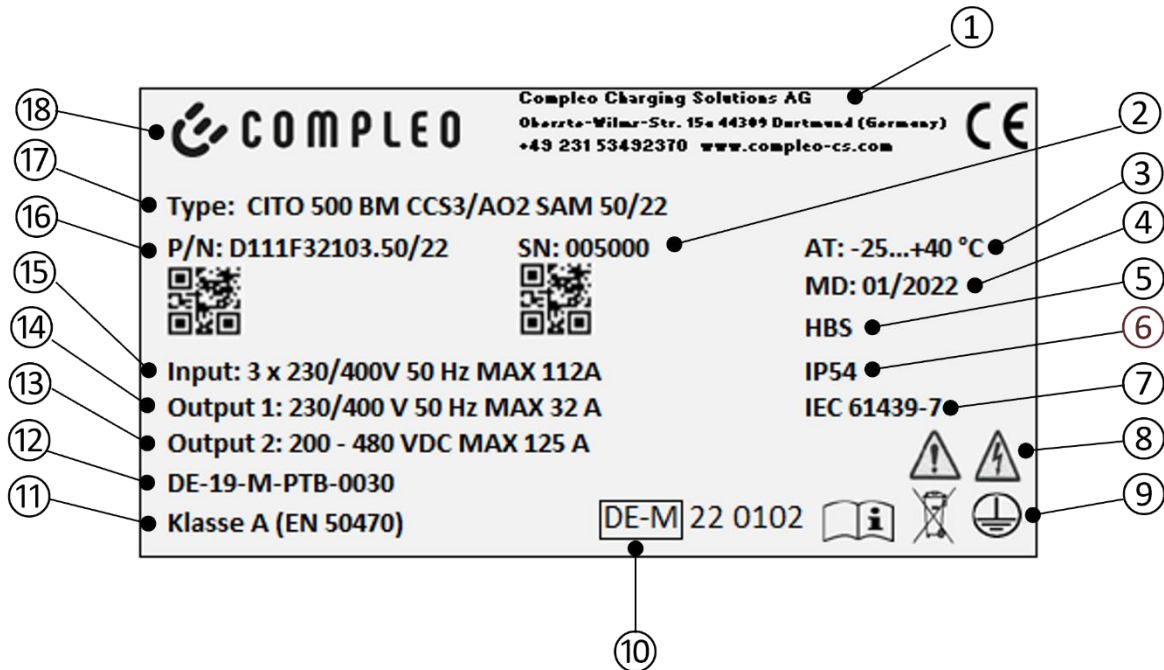 1
COMPLEO
Compleo Charging Solutions AG
Oberste-Wilms-Str. 15a 44309 Dortmund (Germany)
+49 231 53492370 www.compleo-cs.com
CE
18
2
17
Type: CITO 500 BM CCS3/AO2 SAM 50/22
3
16
P/N: D111F32103.50/22 SN: 005000 AT: -25...+40 °C
4
MD: 01/2022
15
5
HBS
14
6
Input: 3 x 230/400V 50 Hz MAX 112A IP54
13
7
Output 1: 230/400 V 50 Hz MAX 32 A IEC 61439-7
12
8
Output 2: 200 - 480 VDC MAX 125 A
11
9
DE-19-M-PTB-0030
Klasse A (EN 50470) DE-M 22 0102
10